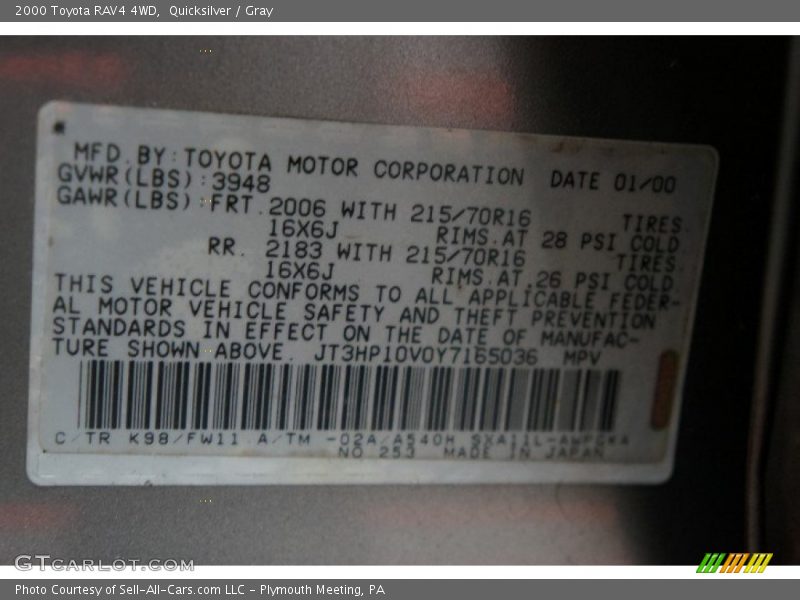 2000 Toyota RAV4 4WD,  Quicksilver / Gray
MFD.BY:TOYOTA MOTOR CORPORATION DATE 01/00
GVWR(LBS):3948
GAWR(LBS):FRT.2006 WITH 215/70R16 TIRES.
16X6J RIMS.AT 28 PSI COLD
RR. 2183 WITH 215/70R16 TIRES.
16X6J RIMS.AT.26 PSI COLD
THIS VEHICLE CONFORMS TO ALL APPLICABLE FEDER-
AL MOTOR VEHICLE SAFETY AND THEFT PREVENTION
STANDARDS IN EFFECT ON THE DATE OF MANUFAC-
TURE SHOWN ABOVE. JT3HP10V0Y7165036 MPV
C/TR K98/FW11 A/TM -02A/A540H
NO 253 MADE IN JAPAN
GTCarLot.com
Photo Courtesy of Sell-All-Cars.com LLC - Plymouth Meeting, PA